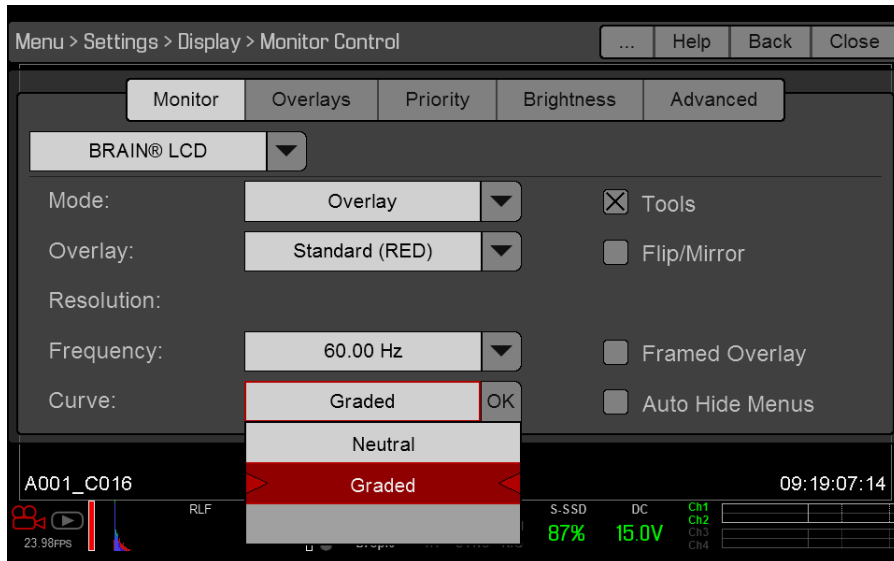 Menu > Settings > Display > Monitor Control ... Help Back Close
Monitor Overlays Priority Brightness Advanced
BRAIN® LCD
Mode: Overlay Tools
Overlay: Standard (RED) Flip/Mirror
Resolution:
Frequency: 60.00 Hz Framed Overlay
Curve: Graded OK Auto Hide Menus
Neutral
Graded
A001_C016 09:19:07:14
RLF S-SSD DC Ch1
Ch2
87% 15.0V Ch3
23.98FPS Ch4